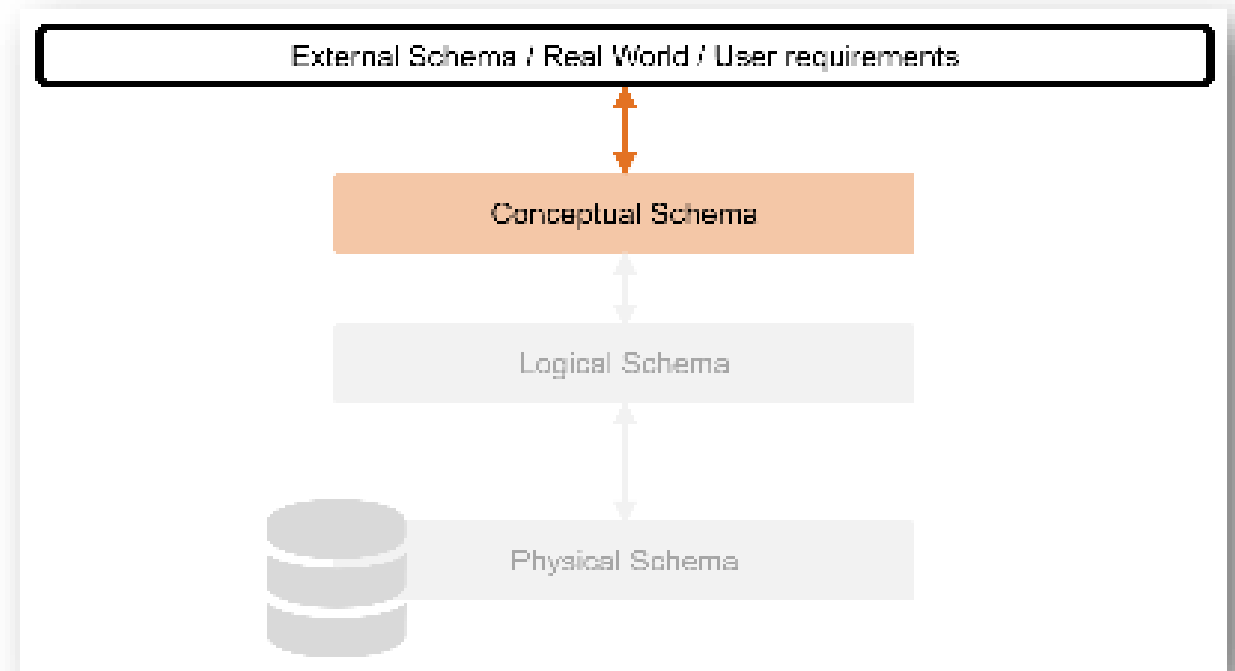 External Schema / Real World / User requirements
Conceptual Schema
Logical Schema
Physical Schema